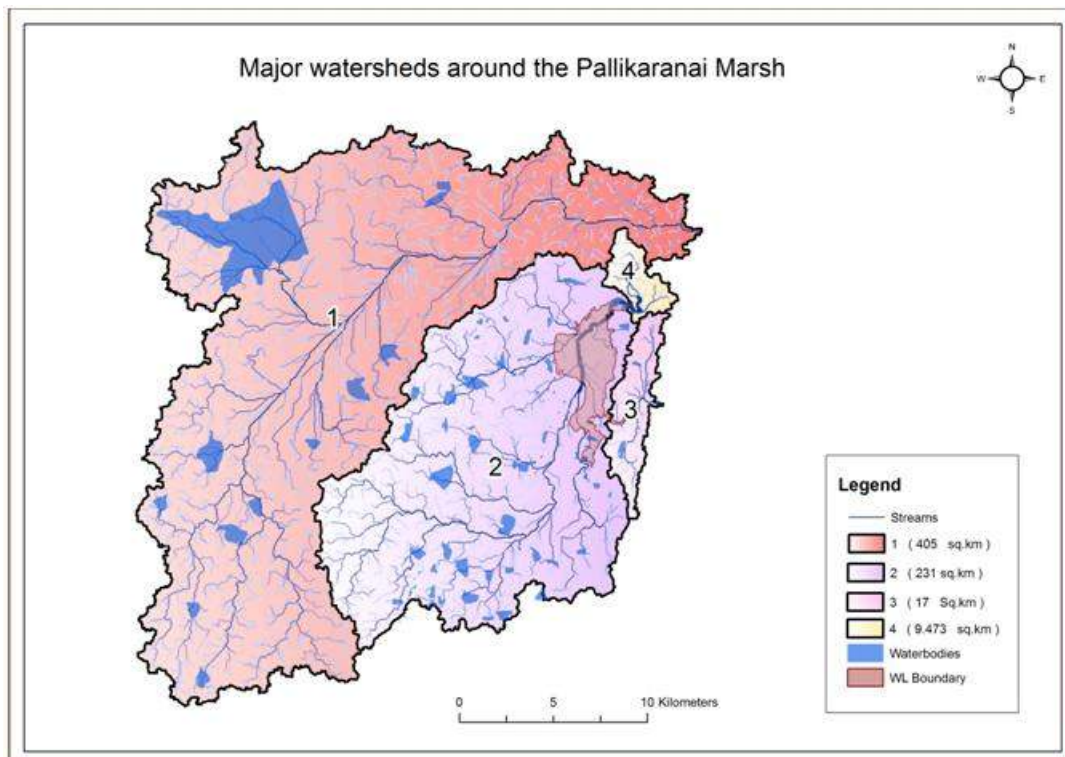 Major watersheds around the Pallikaranai Marsh
N
W E
S
1
4
3
2
Legend
Streams
1 ( 405 sq.km )
2 ( 231 sq.km )
3 ( 17 Sq.km )
4 ( 9.473 sq.km )
Waterbodies
WL Boundary
0 5 10 Kilometers